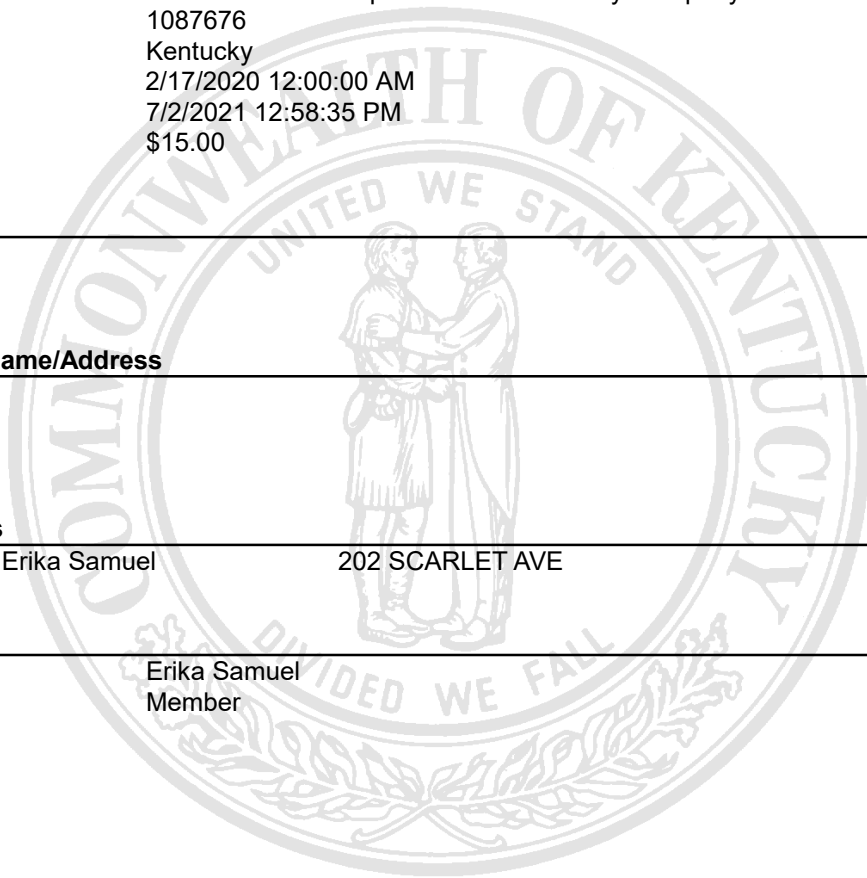 1087676
Kentucky
2/17/2020 12:00:00 AM
7/2/2021 12:58:35 PM
$15.00
COMMONWEALTH OF KENTUCKY
UNITED WE STAND
ame/Address
s
Erika Samuel 202 SCARLET AVE
Erika Samuel
Member
DIVIDED WE FALL